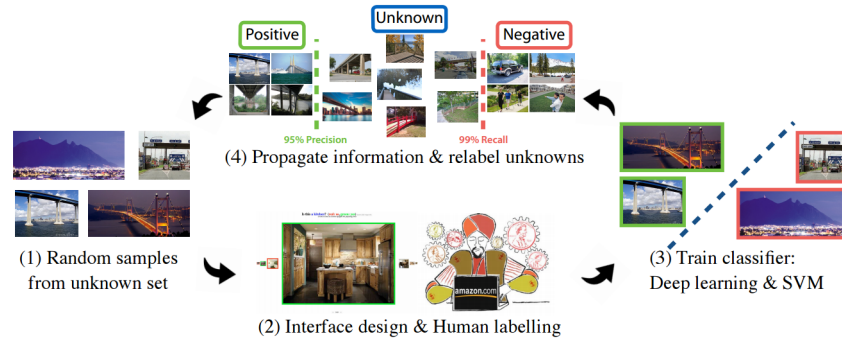 Positive
Unknown
Negative
95% Precision
99% Recall
(4) Propagate information & relabel unknowns
(1) Random samples
from unknown set
amazon.com
(2) Interface design & Human labelling
(3) Train classifier:
Deep learning & SVM